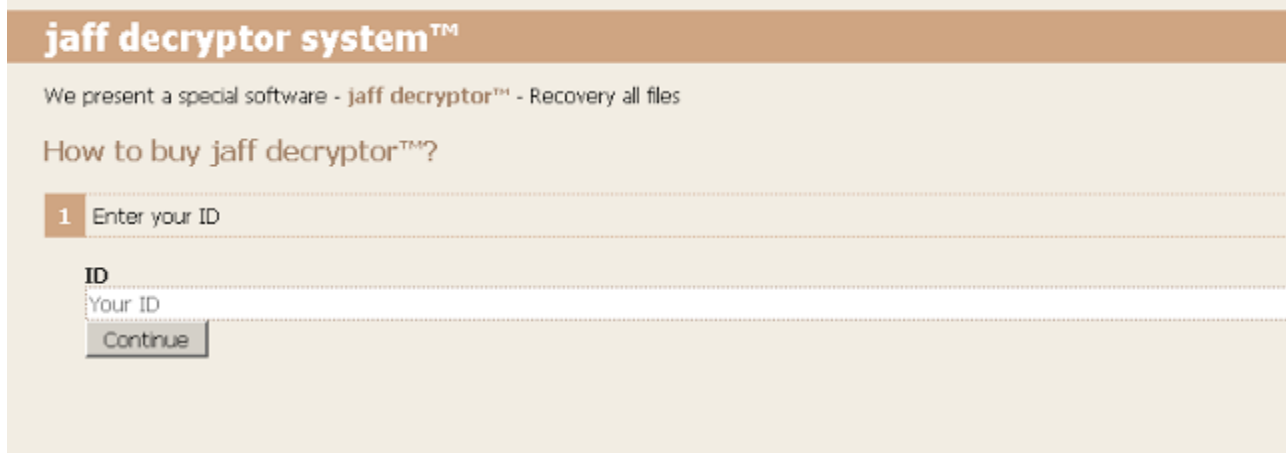 jaff decryptor system™
We present a special software - jaff decryptor™ - Recovery all files
How to buy jaff decryptor™?
1 Enter your ID
ID
Your ID
Continue